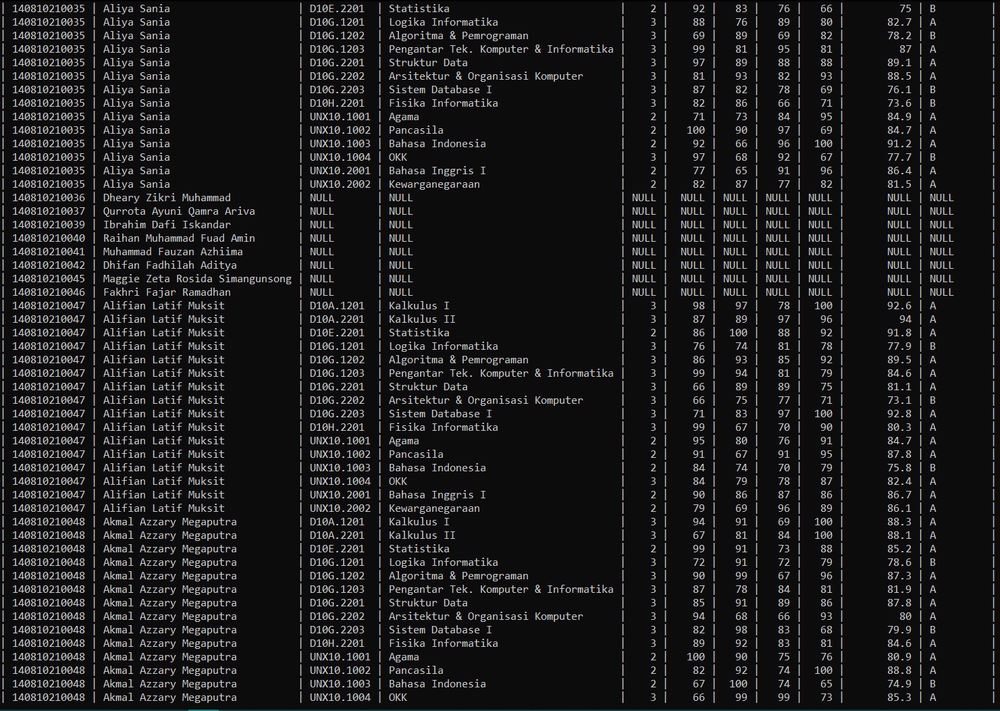 | 140810210035 | Aliya Sania | D10E.2201 | Statistika | 2 | 92 | 83 | 76 | 66 | 75 | B |
| 140810210035 | Aliya Sania | D10G.1201 | Logika Informatika | 3 | 88 | 76 | 89 | 80 | 82.7 | A |
| 140810210035 | Aliya Sania | D10G.1202 | Algoritma & Pemrograman | 3 | 69 | 89 | 69 | 82 | 78.2 | B |
| 140810210035 | Aliya Sania | D10G.1203 | Pengantar Tek. Komputer & Informatika | 3 | 99 | 81 | 95 | 81 | 87 | A |
| 140810210035 | Aliya Sania | D10G.2201 | Struktur Data | 3 | 97 | 89 | 88 | 88 | 89.1 | A |
| 140810210035 | Aliya Sania | D10G.2202 | Arsitektur & Organisasi Komputer | 3 | 81 | 93 | 82 | 93 | 88.5 | A |
| 140810210035 | Aliya Sania | D10G.2203 | Sistem Database I | 3 | 87 | 82 | 78 | 69 | 76.1 | B |
| 140810210035 | Aliya Sania | D10H.2201 | Fisika Informatika | 3 | 82 | 86 | 66 | 71 | 73.6 | B |
| 140810210035 | Aliya Sania | UNX10.1001 | Agama | 2 | 71 | 73 | 84 | 95 | 84.9 | A |
| 140810210035 | Aliya Sania | UNX10.1002 | Pancasila | 2 | 100 | 90 | 97 | 69 | 84.7 | A |
| 140810210035 | Aliya Sania | UNX10.1003 | Bahasa Indonesia | 2 | 92 | 66 | 96 | 100 | 91.2 | A |
| 140810210035 | Aliya Sania | UNX10.1004 | OKK | 3 | 97 | 68 | 92 | 67 | 77.7 | B |
| 140810210035 | Aliya Sania | UNX10.2001 | Bahasa Inggris I | 2 | 77 | 65 | 91 | 96 | 86.4 | A |
| 140810210035 | Aliya Sania | UNX10.2002 | Kewarganegaraan | 2 | 82 | 87 | 77 | 82 | 81.5 | A |
| 140810210036 | Dheary Zikri Muhammad | NULL | NULL | NULL | NULL | NULL | NULL | NULL | NULL | NULL |
| 140810210037 | Qurrota Ayuni Qamra Ariva | NULL | NULL | NULL | NULL | NULL | NULL | NULL | NULL | NULL |
| 140810210039 | Ibrahim Dafi Iskandar | NULL | NULL | NULL | NULL | NULL | NULL | NULL | NULL | NULL |
| 140810210040 | Raihan Muhammad Fuad Amin | NULL | NULL | NULL | NULL | NULL | NULL | NULL | NULL | NULL |
| 140810210041 | Muhammad Fauzan Azhiima | NULL | NULL | NULL | NULL | NULL | NULL | NULL | NULL | NULL |
| 140810210042 | Dhifan Fadhilah Aditya | NULL | NULL | NULL | NULL | NULL | NULL | NULL | NULL | NULL |
| 140810210045 | Maggie Zeta Rosida Simangunsong | NULL | NULL | NULL | NULL | NULL | NULL | NULL | NULL | NULL |
| 140810210046 | Fakhri Fajar Ramadhan | NULL | NULL | NULL | NULL | NULL | NULL | NULL | NULL | NULL |
| 140810210047 | Alifian Latif Muksit | D10A.1201 | Kalkulus I | 3 | 98 | 97 | 78 | 100 | 92.6 | A |
| 140810210047 | Alifian Latif Muksit | D10A.2201 | Kalkulus II | 3 | 87 | 89 | 97 | 96 | 94 | A |
| 140810210047 | Alifian Latif Muksit | D10E.2201 | Statistika | 2 | 86 | 100 | 88 | 92 | 91.8 | A |
| 140810210047 | Alifian Latif Muksit | D10G.1201 | Logika Informatika | 3 | 76 | 74 | 81 | 78 | 77.9 | B |
| 140810210047 | Alifian Latif Muksit | D10G.1202 | Algoritma & Pemrograman | 3 | 86 | 93 | 85 | 92 | 89.5 | A |
| 140810210047 | Alifian Latif Muksit | D10G.1203 | Pengantar Tek. Komputer & Informatika | 3 | 99 | 94 | 81 | 79 | 84.6 | A |
| 140810210047 | Alifian Latif Muksit | D10G.2201 | Struktur Data | 3 | 66 | 89 | 89 | 75 | 81.1 | A |
| 140810210047 | Alifian Latif Muksit | D10G.2202 | Arsitektur & Organisasi Komputer | 3 | 66 | 75 | 77 | 71 | 73.1 | B |
| 140810210047 | Alifian Latif Muksit | D10G.2203 | Sistem Database I | 3 | 71 | 83 | 97 | 100 | 92.8 | A |
| 140810210047 | Alifian Latif Muksit | D10H.2201 | Fisika Informatika | 3 | 99 | 67 | 70 | 90 | 80.3 | A |
| 140810210047 | Alifian Latif Muksit | UNX10.1001 | Agama | 2 | 95 | 80 | 76 | 91 | 84.7 | A |
| 140810210047 | Alifian Latif Muksit | UNX10.1002 | Pancasila | 2 | 91 | 67 | 91 | 95 | 87.8 | A |
| 140810210047 | Alifian Latif Muksit | UNX10.1003 | Bahasa Indonesia | 2 | 84 | 74 | 70 | 79 | 75.8 | B |
| 140810210047 | Alifian Latif Muksit | UNX10.1004 | OKK | 3 | 84 | 79 | 78 | 87 | 82.4 | A |
| 140810210047 | Alifian Latif Muksit | UNX10.2001 | Bahasa Inggris I | 2 | 90 | 86 | 87 | 86 | 86.7 | A |
| 140810210047 | Alifian Latif Muksit | UNX10.2002 | Kewarganegaraan | 2 | 79 | 69 | 96 | 89 | 86.1 | A |
| 140810210048 | Akmal Azzary Megaputra | D10A.1201 | Kalkulus I | 3 | 94 | 91 | 69 | 100 | 88.3 | A |
| 140810210048 | Akmal Azzary Megaputra | D10A.2201 | Kalkulus II | 3 | 67 | 81 | 84 | 100 | 88.1 | A |
| 140810210048 | Akmal Azzary Megaputra | D10E.2201 | Statistika | 2 | 99 | 91 | 73 | 88 | 85.2 | A |
| 140810210048 | Akmal Azzary Megaputra | D10G.1201 | Logika Informatika | 3 | 72 | 91 | 72 | 79 | 78.6 | B |
| 140810210048 | Akmal Azzary Megaputra | D10G.1202 | Algoritma & Pemrograman | 3 | 90 | 99 | 67 | 96 | 87.3 | A |
| 140810210048 | Akmal Azzary Megaputra | D10G.1203 | Pengantar Tek. Komputer & Informatika | 3 | 87 | 78 | 84 | 81 | 81.9 | A |
| 140810210048 | Akmal Azzary Megaputra | D10G.2201 | Struktur Data | 3 | 85 | 91 | 89 | 86 | 87.8 | A |
| 140810210048 | Akmal Azzary Megaputra | D10G.2202 | Arsitektur & Organisasi Komputer | 3 | 94 | 68 | 66 | 93 | 80 | A |
| 140810210048 | Akmal Azzary Megaputra | D10G.2203 | Sistem Database I | 3 | 82 | 98 | 83 | 68 | 79.9 | B |
| 140810210048 | Akmal Azzary Megaputra | D10H.2201 | Fisika Informatika | 3 | 89 | 92 | 83 | 81 | 84.6 | A |
| 140810210048 | Akmal Azzary Megaputra | UNX10.1001 | Agama | 2 | 100 | 90 | 75 | 76 | 80.9 | A |
| 140810210048 | Akmal Azzary Megaputra | UNX10.1002 | Pancasila | 2 | 82 | 92 | 74 | 100 | 88.8 | A |
| 140810210048 | Akmal Azzary Megaputra | UNX10.1003 | Bahasa Indonesia | 2 | 67 | 100 | 74 | 65 | 74.9 | B |
| 140810210048 | Akmal Azzary Megaputra | UNX10.1004 | OKK | 3 | 66 | 99 | 99 | 73 | 85.3 | A |